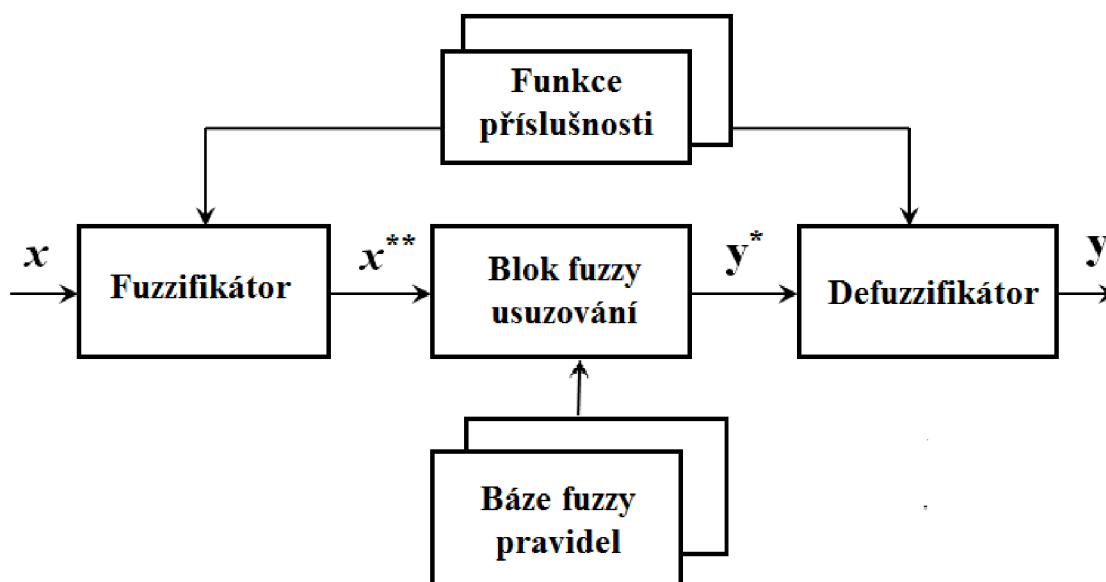 Funkce
příslušnosti
x
Fuzzifikátor
x**
Blok fuzzy
usuzování
y*
Defuzzifikátor
y
Báze fuzzy
pravidel